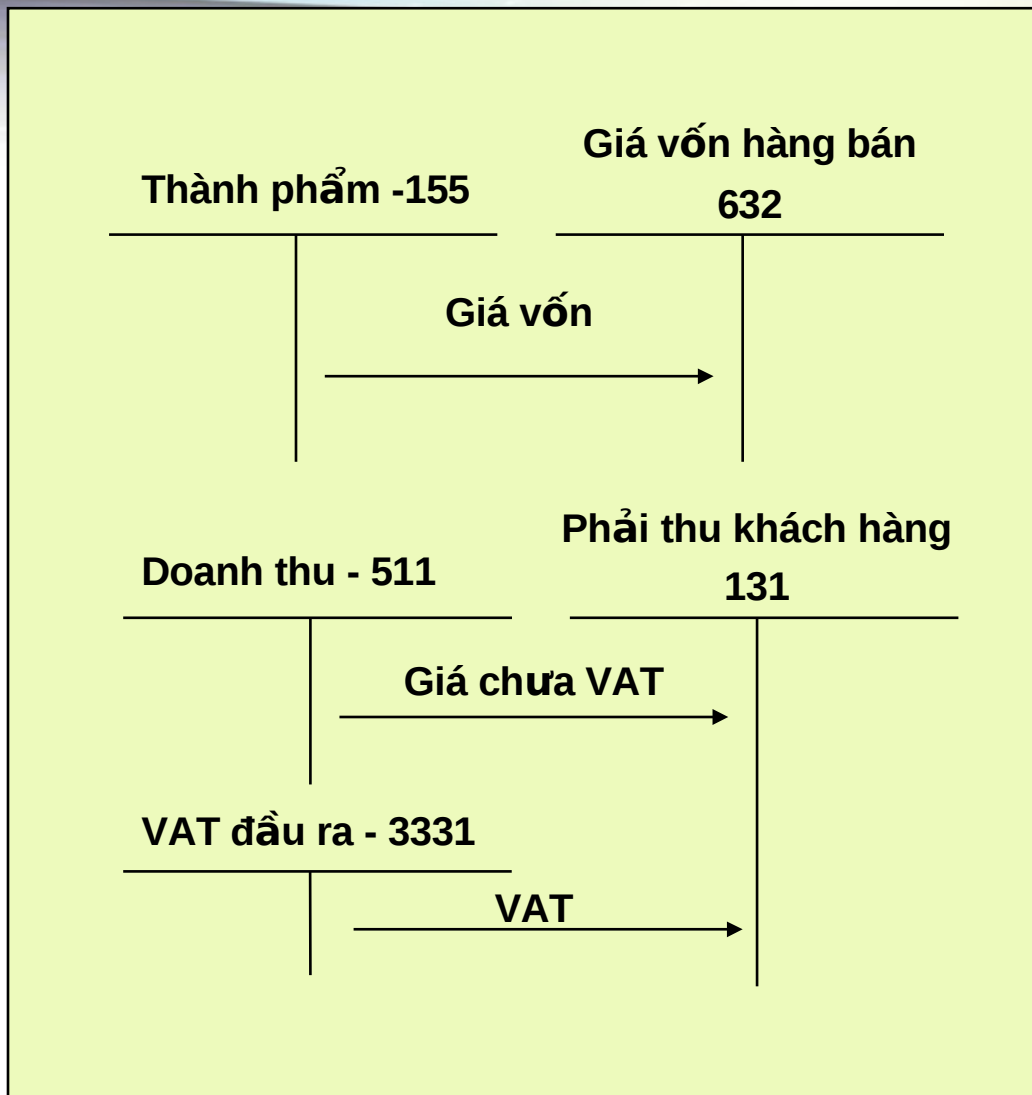 Giá vốn hàng bán
Thành phẩm -155
632
Giá vốn
Phải thu khách hàng
Doanh thu - 511
131
Giá chưa VAT
VAT đầu ra - 3331
VAT